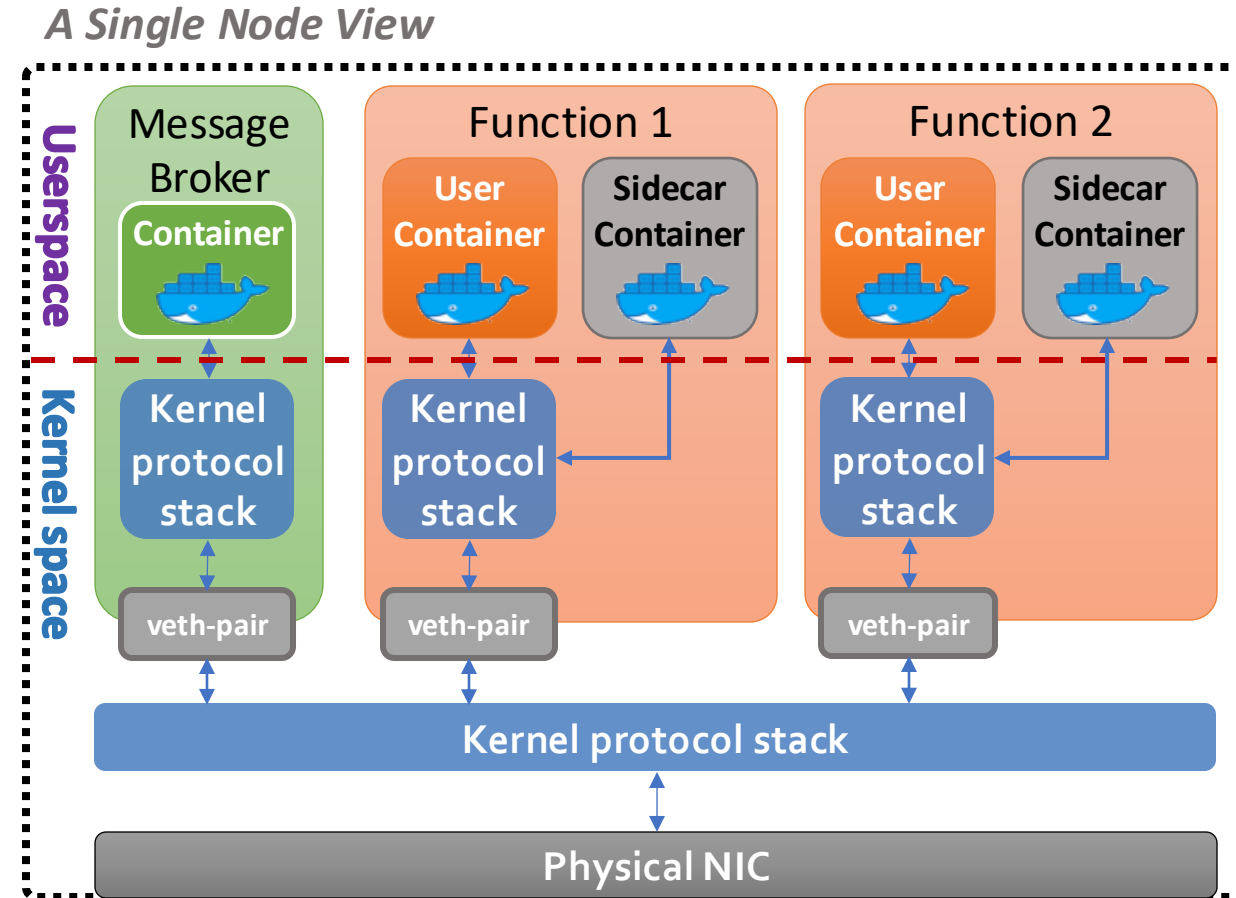 A Single Node View
Userspace
Kernel space
Message
Broker
Container
Kernel
protocol
stack
veth-pair
Function 1
User
Container
Sidecar
Container
Kernel
protocol
stack
veth-pair
Function 2
User
Container
Sidecar
Container
Kernel
protocol
stack
veth-pair
Kernel protocol stack
Physical NIC